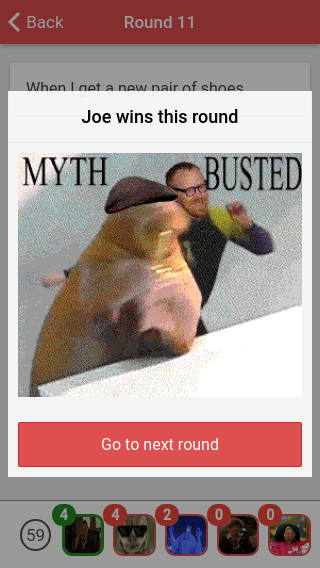 Back
Round 11
When I get a new pair of shoes
Joe wins this round
MYTH BUSTED
Go to next round
59
4
4
2
0
0